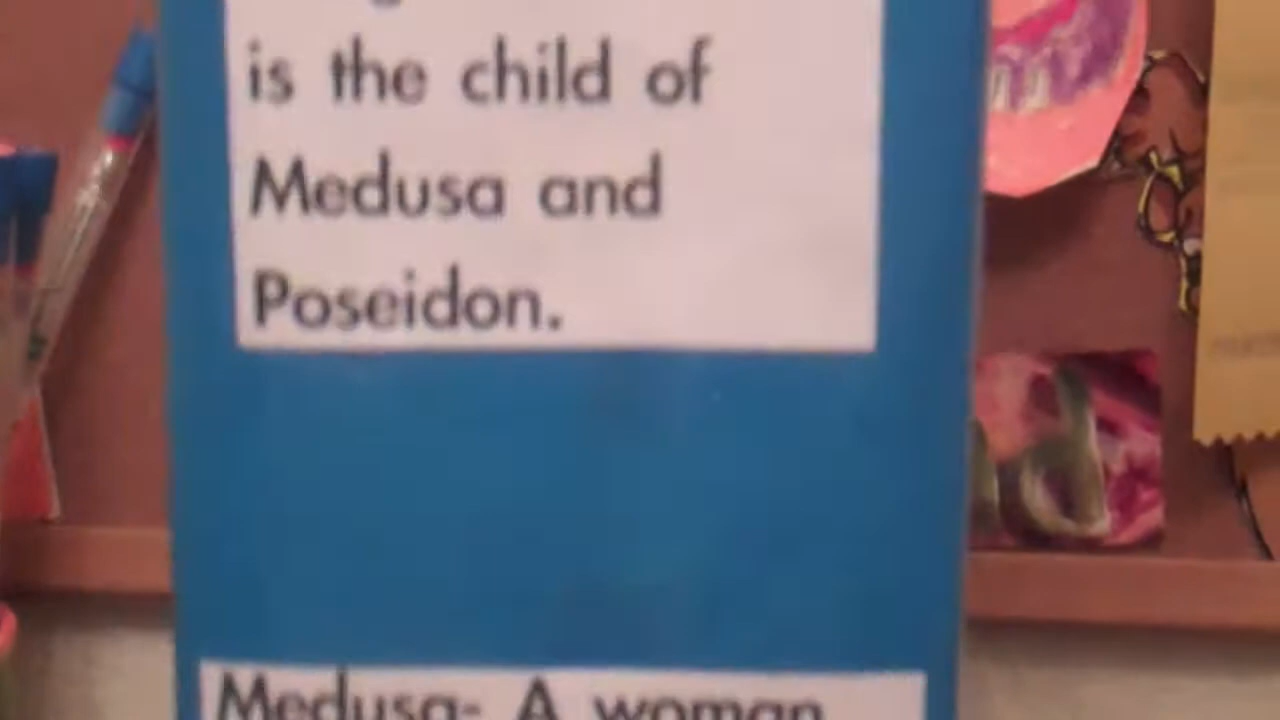 is the child of
Medusa and
Poseidon.
Medusa- A woman